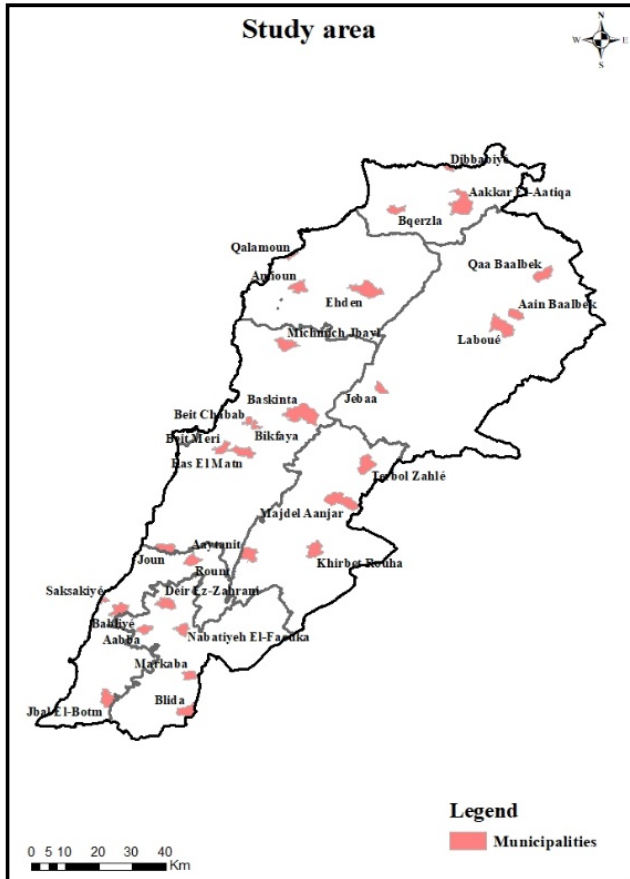 Study area
N
W
E
S
Dibbabiyé
Aakkar El-Aatiqa
Bqerzla
Qalamoun
Qaa Baalbek
Amioun
Ehden
Aain Baalbek
Michmich Jbayl
Laboué
Jebaa
Baskinta
Beit Chabab
Bikfaya
Beit Meri
Ras El Matn
Terbol Zahlé
Majdel Aanjar
Aaytanit
Joun
Khirbet Rouha
Roum
Saksakiyé
Deir Ez-Zahrani
Babliyé
Aabba
Nabatiyeh El-Faouka
Markaba
Blida
Jbal El-Botm
Legend
Municipalities
0 5 10 20 30 40
Km